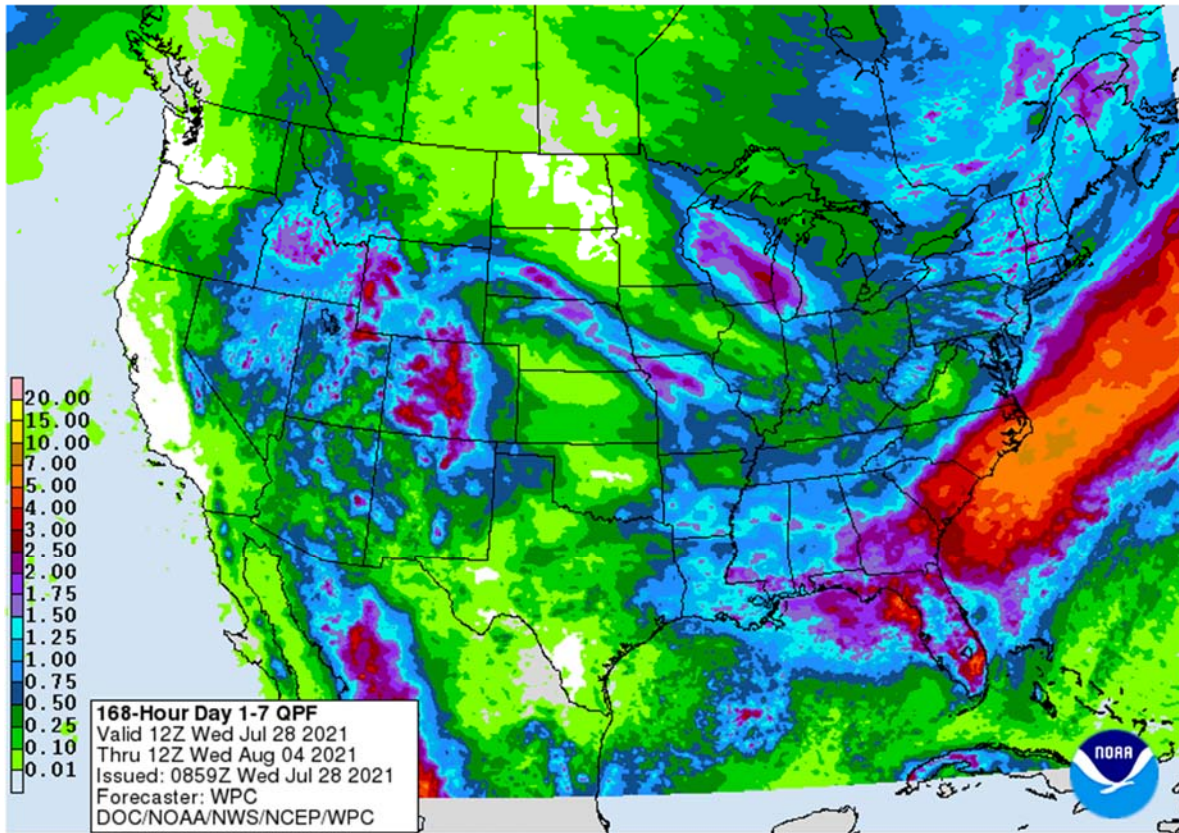 20.00
15.00
10.00
7.00
5.00
4.00
3.00
2.50
2.00
1.75
1.50
1.25
1.00
0.75
0.50
0.25
0.10
0.01
168-Hour Day 1-7 QPF
Valid 12Z Wed Jul 28 2021
Thru 12Z Wed Aug 04 2021
Issued: 0859Z Wed Jul 28 2021
Forecaster: WPC
DOC/NOAA/NWS/NCEP/WPC
NOAA